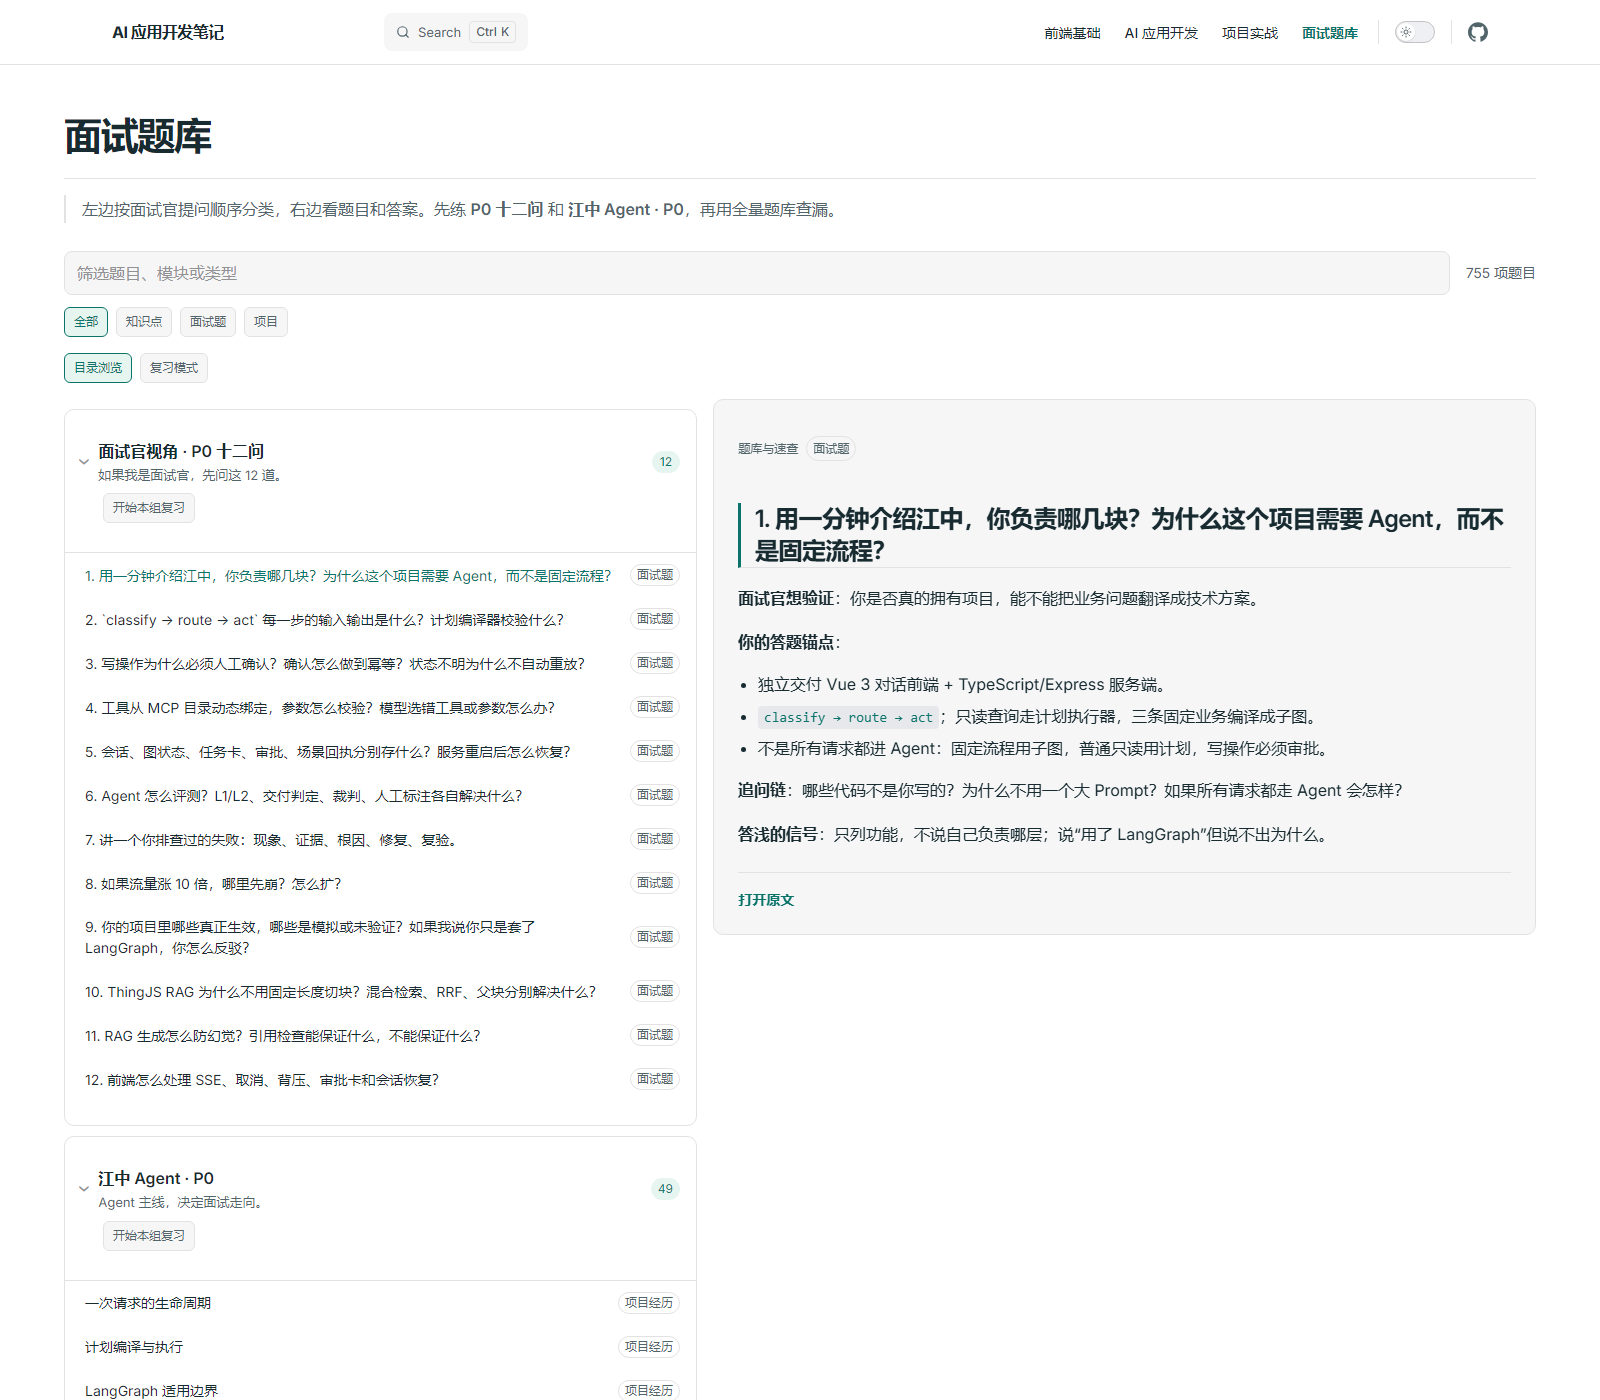 AI 应用开发笔记
Search Ctrl K
前端基础 AI 应用开发 项目实战 面试题库
面试题库
左边按面试官提问顺序分类，右边看题目和答案。先练 P0 十二问 和 江中 Agent · P0，再用全量题库查漏。
筛选题目、模块或类型
755 项题目
全部 知识点 面试题 项目
目录浏览 复习模式
面试官视角 · P0 十二问
如果我是面试官，先问这 12 道。
12
开始本组复习
1. 用一分钟介绍江中，你负责哪几块？为什么这个项目需要 Agent，而不是固定流程？ 面试题
2. `classify → route → act` 每一步的输入输出是什么？计划编译器校验什么？ 面试题
3. 写操作为什么必须人工确认？确认怎么做到幂等？状态不明为什么不自动重放？ 面试题
4. 工具从 MCP 目录动态绑定，参数怎么校验？模型选错工具或参数怎么办？ 面试题
5. 会话、图状态、任务卡、审批、场景回执分别存什么？服务重启后怎么恢复？ 面试题
6. Agent 怎么评测？L1/L2、交付判定、裁判、人工标注各自解决什么？ 面试题
7. 讲一个你排查过的失败：现象、证据、根因、修复、复验。 面试题
8. 如果流量涨 10 倍，哪里先崩？怎么扩？ 面试题
9. 你的项目里哪些真正生效，哪些是模拟或未验证？如果我说你只是套了
LangGraph，你怎么反驳？ 面试题
10. ThingJS RAG 为什么不用固定长度切块？混合检索、RRF、父块分别解决什么？ 面试题
11. RAG 生成怎么防幻觉？引用检查能保证什么，不能保证什么？ 面试题
12. 前端怎么处理 SSE、取消、背压、审批卡和会话恢复？ 面试题
江中 Agent · P0
Agent 主线，决定面试走向。
49
开始本组复习
一次请求的生命周期 项目经历
计划编译与执行 项目经历
LangGraph 适用边界 项目经历
题库与速查 面试题
1. 用一分钟介绍江中，你负责哪几块？为什么这个项目需要 Agent，而不
是固定流程？
面试官想验证：你是否真的拥有项目，能不能把业务问题翻译成技术方案。
你的答题锚点：
• 独立交付 Vue 3 对话前端 + TypeScript/Express 服务端。
• classify → route → act；只读查询走计划执行器，三条固定业务编译成子图。
• 不是所有请求都进 Agent：固定流程用子图，普通只读用计划，写操作必须审批。
追问链：哪些代码不是你写的？为什么不用一个大 Prompt？如果所有请求都走 Agent 会怎样？
答浅的信号：只列功能，不说自己负责哪层；说“用了 LangGraph”但说不出为什么。
打开原文